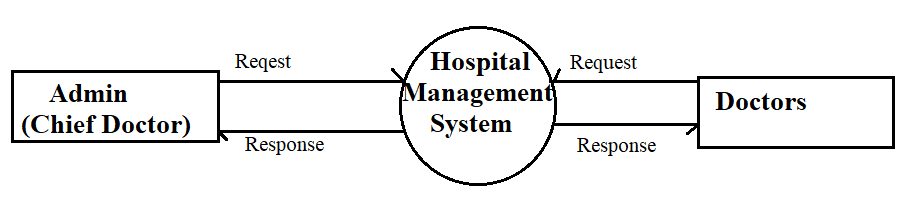 Reqest
Request
Admin
(Chief Doctor)
Hospital
Management
System
Doctors
Response
Response